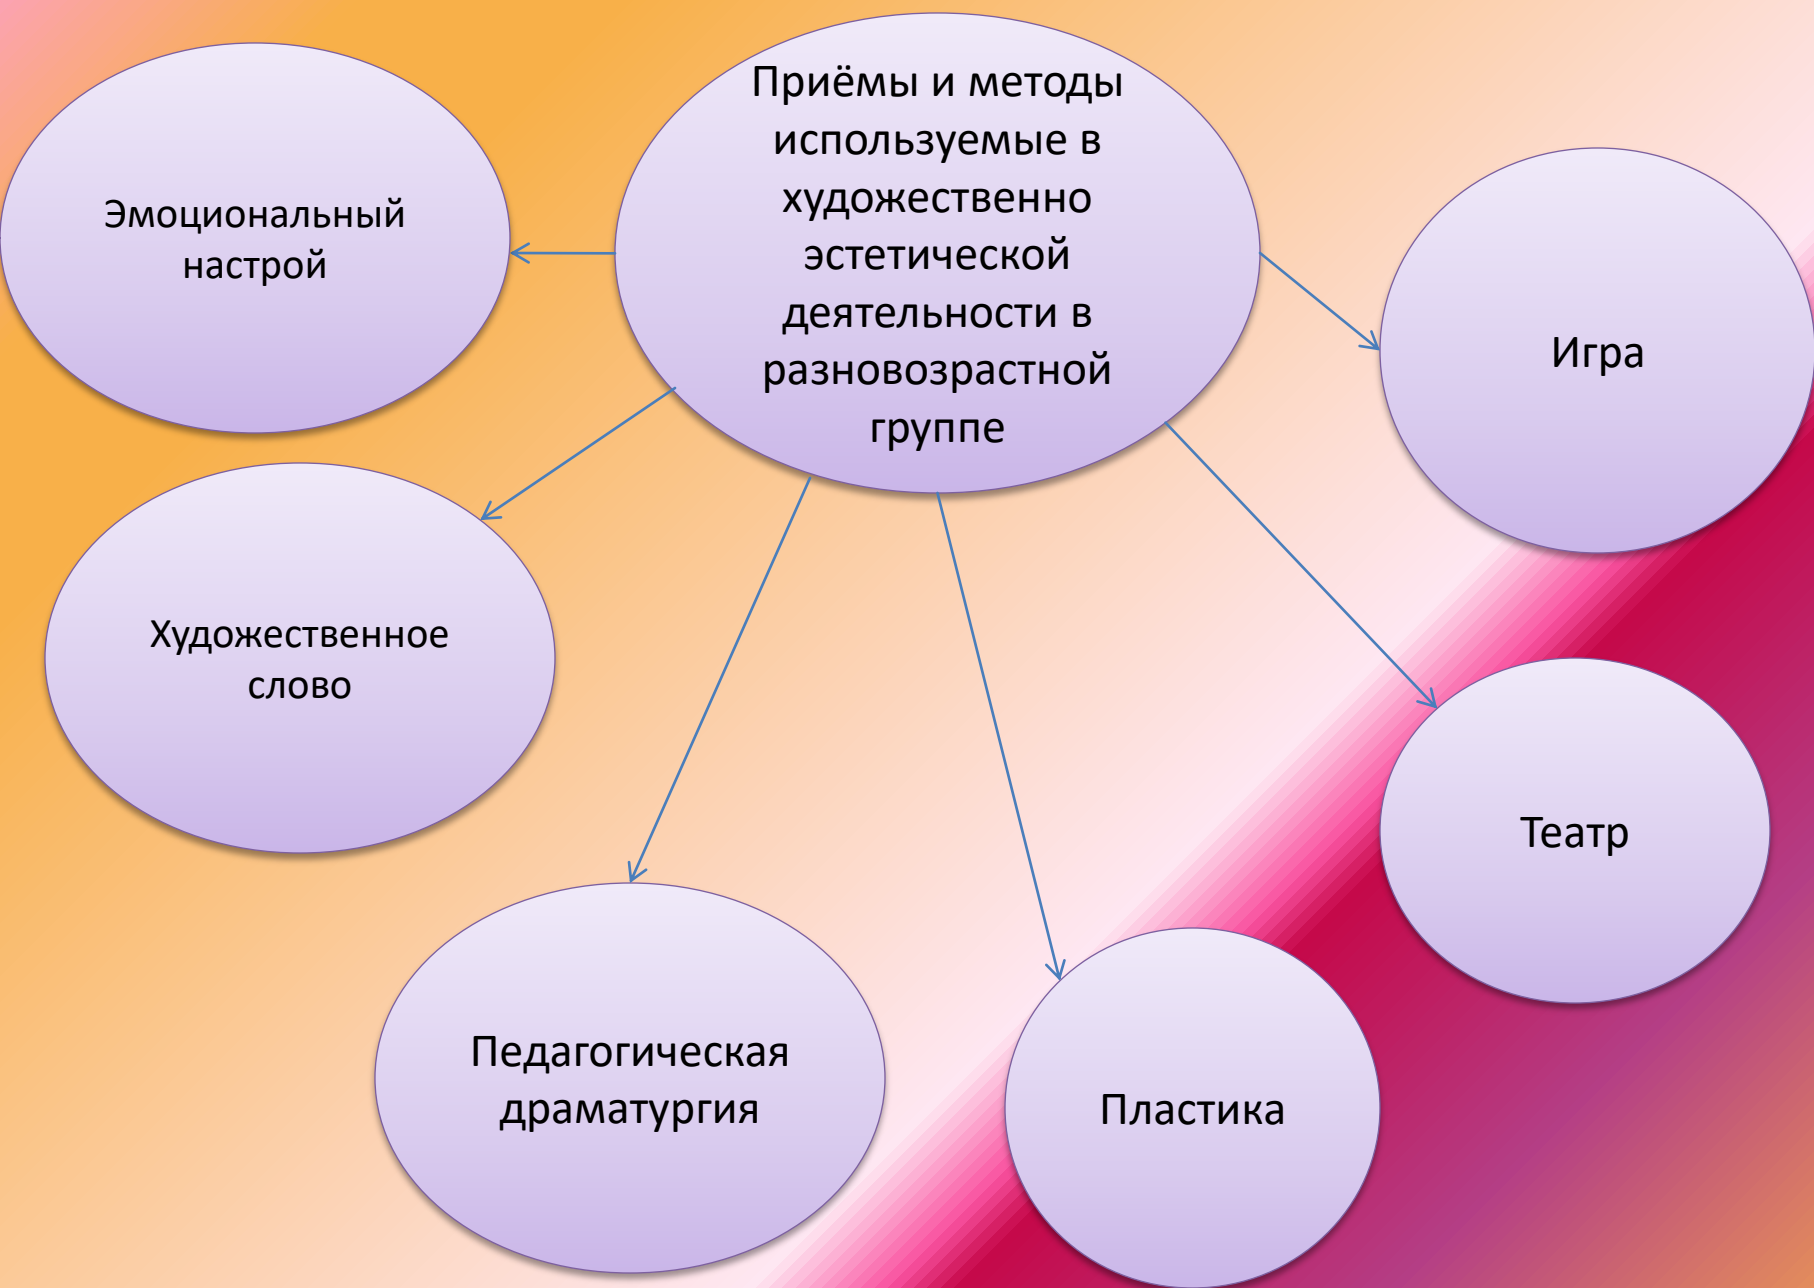 Приёмы и методы
используемые в
художественно
эстетической
деятельности в
разновозрастной
группе
Эмоциональный
настрой
Игра
Художественное
слово
Театр
Педагогическая
драматургия
Пластика